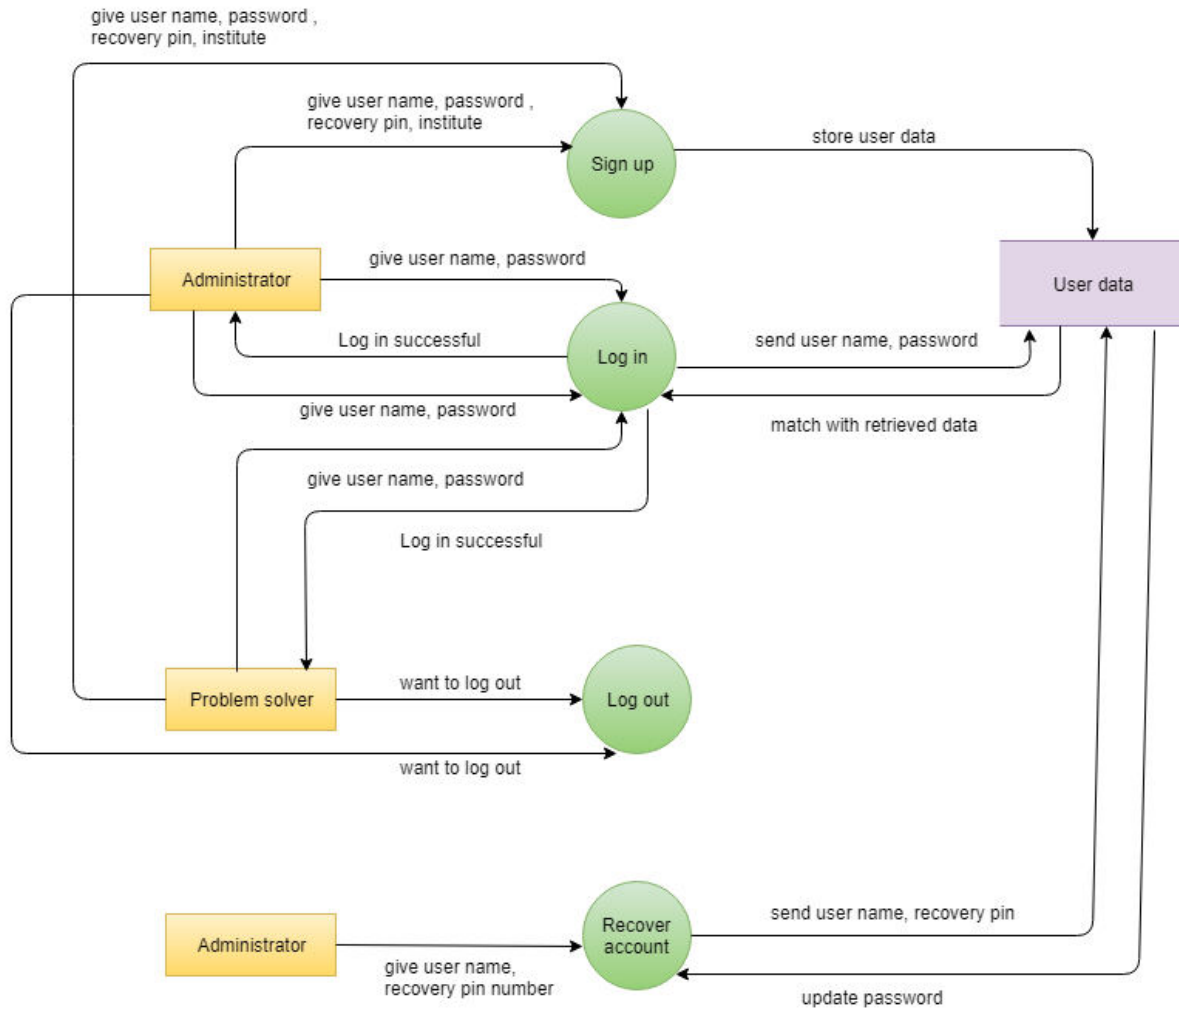 give user name, password ,
recovery pin, institute
give user name, password ,
recovery pin, institute
Sign up
store user data
Administrator
give user name, password
User data
Log in successful
Log in
send user name, password
give user name, password
match with retrieved data
give user name, password
Log in successful
Problem solver
want to log out
Log out
want to log out
Administrator
give user name,
recovery pin number
Recover
account
send user name, recovery pin
update password